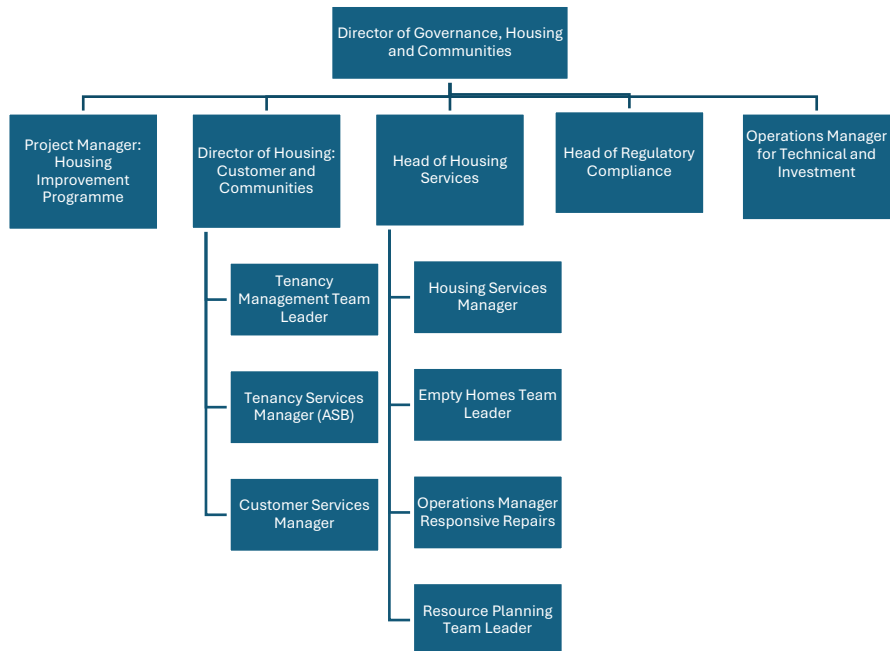 Director of Governance, Housing
and Communities
Project Manager:
Housing
Improvement
Programme
Director of Housing:
Customer and
Communities
Head of Housing
Services
Head of Regulatory
Compliance
Operations Manager
for Technical and
Investment
Tenancy
Management Team
Leader
Tenancy Services
Manager (ASB)
Customer Services
Manager
Housing Services
Manager
Empty Homes Team
Leader
Operations Manager
Responsive Repairs
Resource Planning
Team Leader